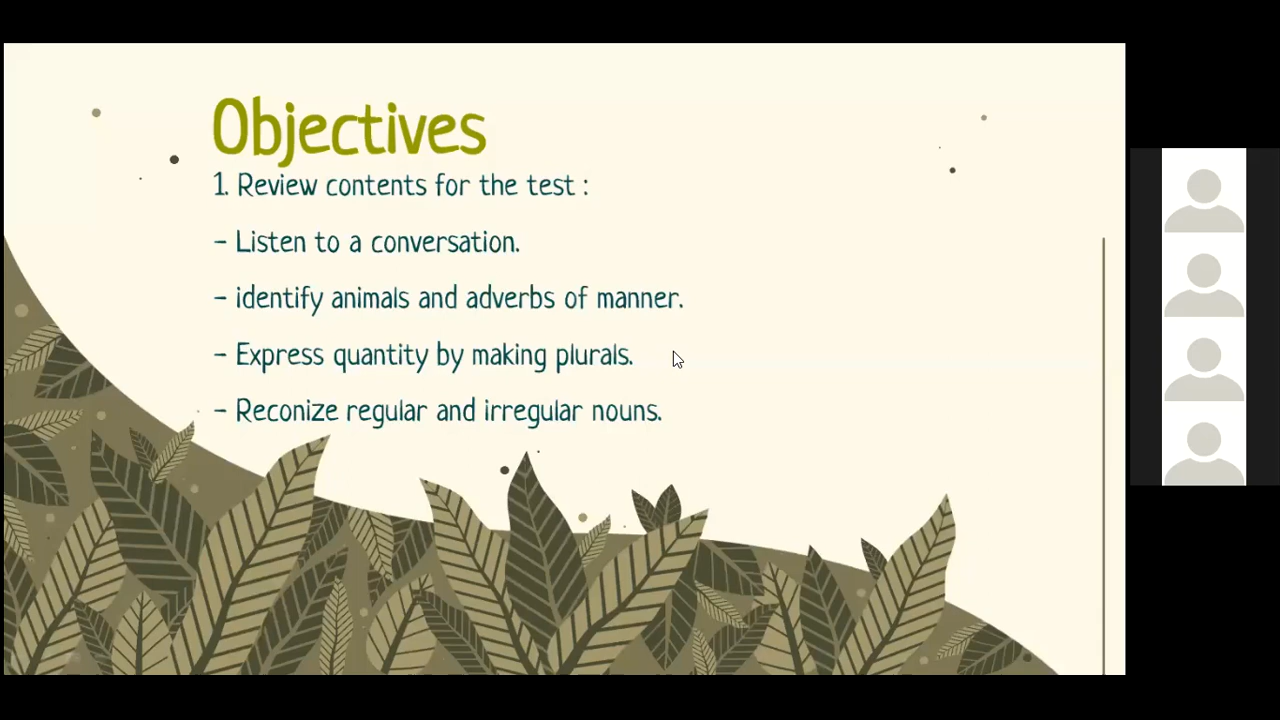 Objectives
1. Review contents for the test :
- Listen to a conversation.
- identify animals and adverbs of manner.
- Express quantity by making plurals.
- Reconize regular and irregular nouns.